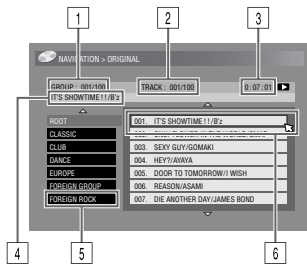 1 2 3
NAVIGATION > ORIGINAL
GROUP : 001/100 TRACK : 001/100 0:07:01
IT'S SHOWTIME ! !/B'z
ROOT
CLASSIC
CLUB
DANCE
EUROPE
FOREIGN GROUP
FOREIGN ROCK
001. IT'S SHOWTIME ! !/B'z
003. SEXY GUY/GOMAKI
004. HEY?/AYAYA
005. DOOR TO TOMORROW/I WISH
006. REASON/ASAMI
007. DIE ANOTHER DAY/JAMES BOND
4 5 6